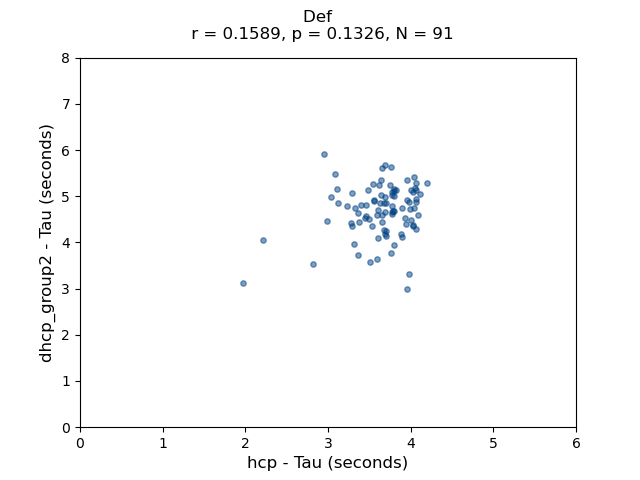 Def
r = 0.1589, p = 0.1326, N = 91
8
7
6
5
4
3
2
1
0
dhcp_group2 - Tau (seconds)
0 1 2 3 4 5 6
hcp - Tau (seconds)